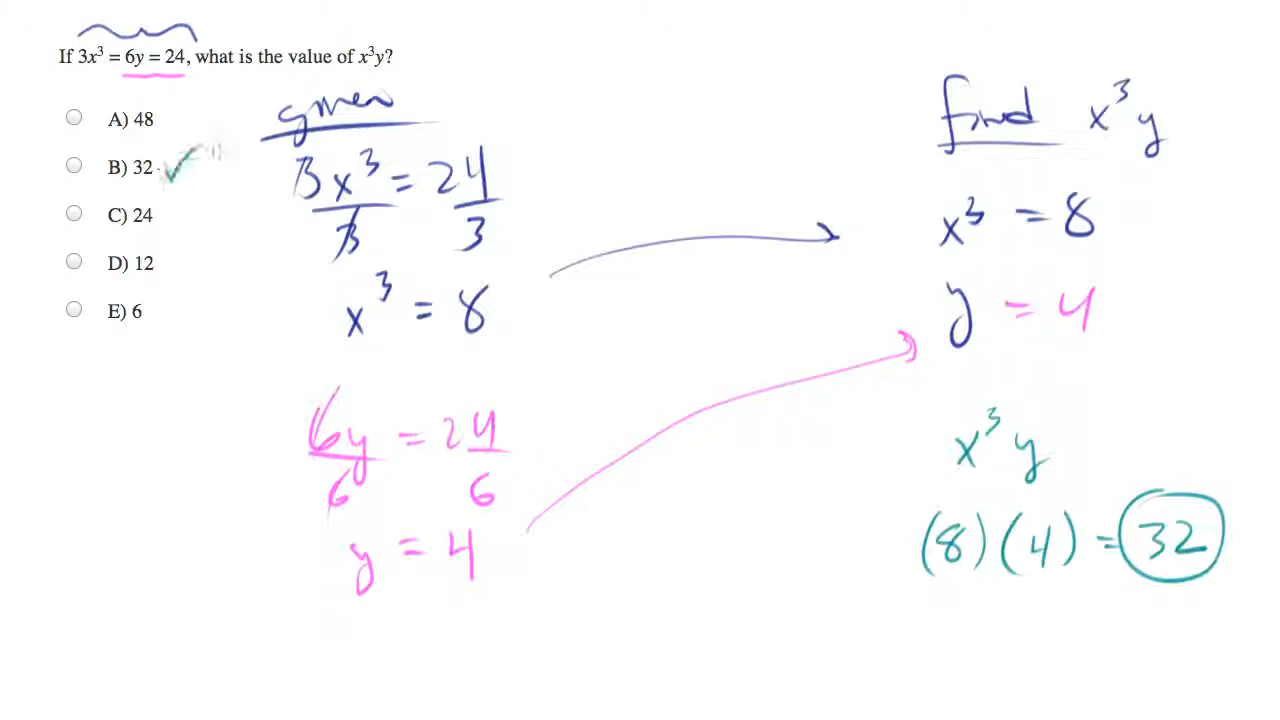 If 3x³ = 6y = 24, what is the value of x³y?
A) 48
B) 32
C) 24
D) 12
E) 6
given
3x³ = 24
3 3
x³ = 8
6y = 24
6 6
y = 4
find x³y
x³ = 8
y = 4
x³y
(8)(4) = 32